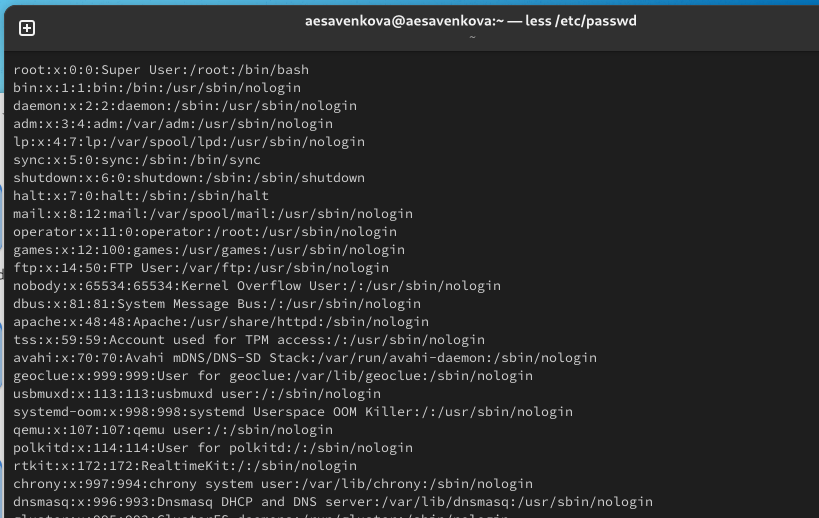 aesavenkova@aesavenkova:~ — less /etc/passwd
~
root:x:0:0:Super User:/root:/bin/bash
bin:x:1:1:bin:/bin:/usr/sbin/nologin
daemon:x:2:2:daemon:/sbin:/usr/sbin/nologin
adm:x:3:4:adm:/var/adm:/usr/sbin/nologin
lp:x:4:7:lp:/var/spool/lpd:/usr/sbin/nologin
sync:x:5:0:sync:/sbin:/bin/sync
shutdown:x:6:0:shutdown:/sbin:/sbin/shutdown
halt:x:7:0:halt:/sbin:/sbin/halt
mail:x:8:12:mail:/var/spool/mail:/usr/sbin/nologin
operator:x:11:0:operator:/root:/usr/sbin/nologin
games:x:12:100:games:/usr/games:/usr/sbin/nologin
ftp:x:14:50:FTP User:/var/ftp:/usr/sbin/nologin
nobody:x:65534:65534:Kernel Overflow User:/:/usr/sbin/nologin
dbus:x:81:81:System Message Bus:/:/usr/sbin/nologin
apache:x:48:48:Apache:/usr/share/httpd:/sbin/nologin
tss:x:59:59:Account used for TPM access:/:/usr/sbin/nologin
avahi:x:70:70:Avahi mDNS/DNS-SD Stack:/var/run/avahi-daemon:/sbin/nologin
geoclue:x:999:999:User for geoclue:/var/lib/geoclue:/sbin/nologin
usbmuxd:x:113:113:usbmuxd user:/:/sbin/nologin
systemd-oom:x:998:998:systemd Userspace OOM Killer:/:/usr/sbin/nologin
qemu:x:107:107:qemu user:/:/sbin/nologin
polkitd:x:114:114:User for polkitd:/:/sbin/nologin
rtkit:x:172:172:RealtimeKit:/:/sbin/nologin
chrony:x:997:994:chrony system user:/var/lib/chrony:/sbin/nologin
dnsmasq:x:996:993:Dnsmasq DHCP and DNS server:/var/lib/dnsmasq:/usr/sbin/nologin